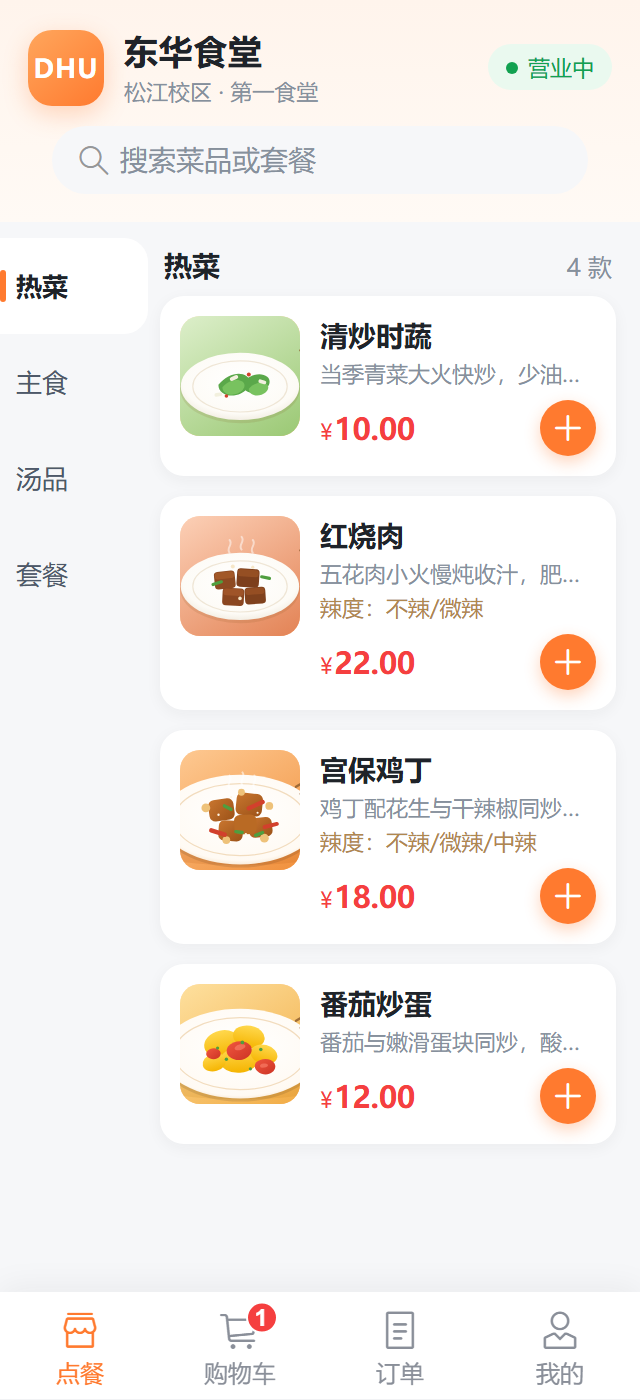 DHU
东华食堂
松江校区 · 第一食堂
营业中
搜索菜品或套餐
热菜
主食
汤品
套餐
热菜
4 款
清炒时蔬
当季青菜大火快炒，少油...
¥10.00
红烧肉
五花肉小火慢炖收汁，肥...
辣度：不辣/微辣
¥22.00
宫保鸡丁
鸡丁配花生与干辣椒同炒...
辣度：不辣/微辣/中辣
¥18.00
番茄炒蛋
番茄与嫩滑蛋块同炒，酸...
¥12.00
点餐
1
购物车
订单
我的